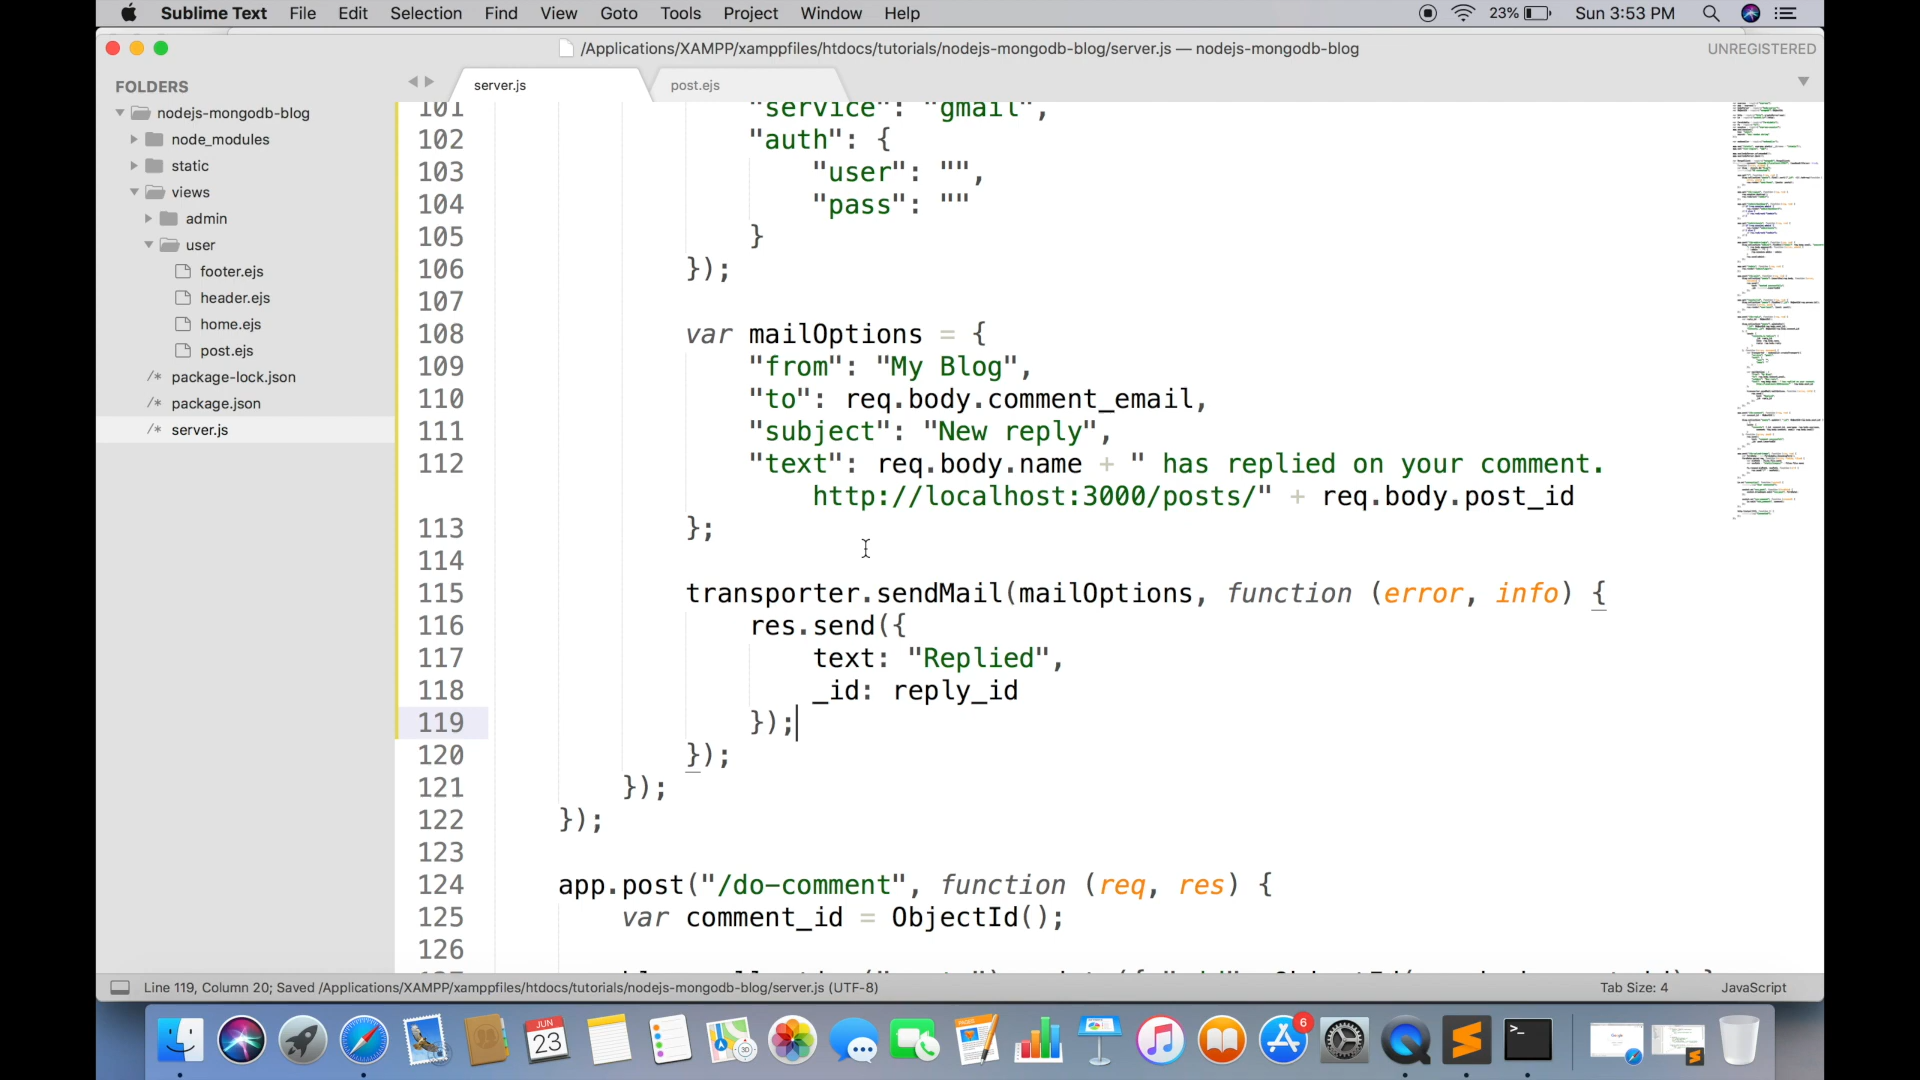 Sublime Text File Edit Selection Find View Goto Tools Project Window Help 23% Sun 3:53 PM
/Applications/XAMPP/xamppfiles/htdocs/tutorials/nodejs-mongodb-blog/server.js — nodejs-mongodb-blog UNREGISTERED
FOLDERS
nodejs-mongodb-blog
node_modules
static
views
admin
user
footer.ejs
header.ejs
home.ejs
post.ejs
/* package-lock.json
/* package.json
/* server.js
server.js post.ejs
101 "service": "gmail",
102 "auth": {
103 "user": "",
104 "pass": ""
105 }
106 });
107
108 var mailOptions = {
109 "from": "My Blog",
110 "to": req.body.comment_email,
111 "subject": "New reply",
112 "text": req.body.name + " has replied on your comment.
http://localhost:3000/posts/" + req.body.post_id
113 };
114
115 transporter.sendMail(mailOptions, function (error, info) {
116 res.send({
117 text: "Replied",
118 _id: reply_id
119 });
120 });
121 });
122 });
123
124 app.post("/do-comment", function (req, res) {
125 var comment_id = ObjectId();
126
Line 119, Column 20; Saved /Applications/XAMPP/xamppfiles/htdocs/tutorials/nodejs-mongodb-blog/server.js (UTF-8) Tab Size: 4 JavaScript
JUN
23
6